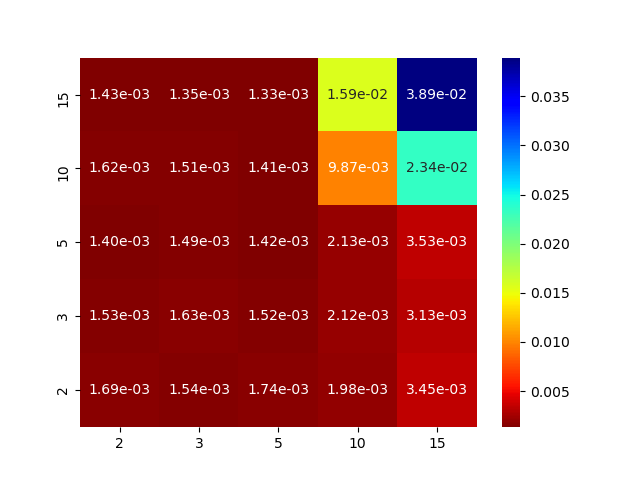 15 1.43e-03 1.35e-03 1.33e-03 1.59e-02 3.89e-02
10 1.62e-03 1.51e-03 1.41e-03 9.87e-03 2.34e-02
5 1.40e-03 1.49e-03 1.42e-03 2.13e-03 3.53e-03
3 1.53e-03 1.63e-03 1.52e-03 2.12e-03 3.13e-03
2 1.69e-03 1.54e-03 1.74e-03 1.98e-03 3.45e-03
2 3 5 10 15
0.035
0.030
0.025
0.020
0.015
0.010
0.005